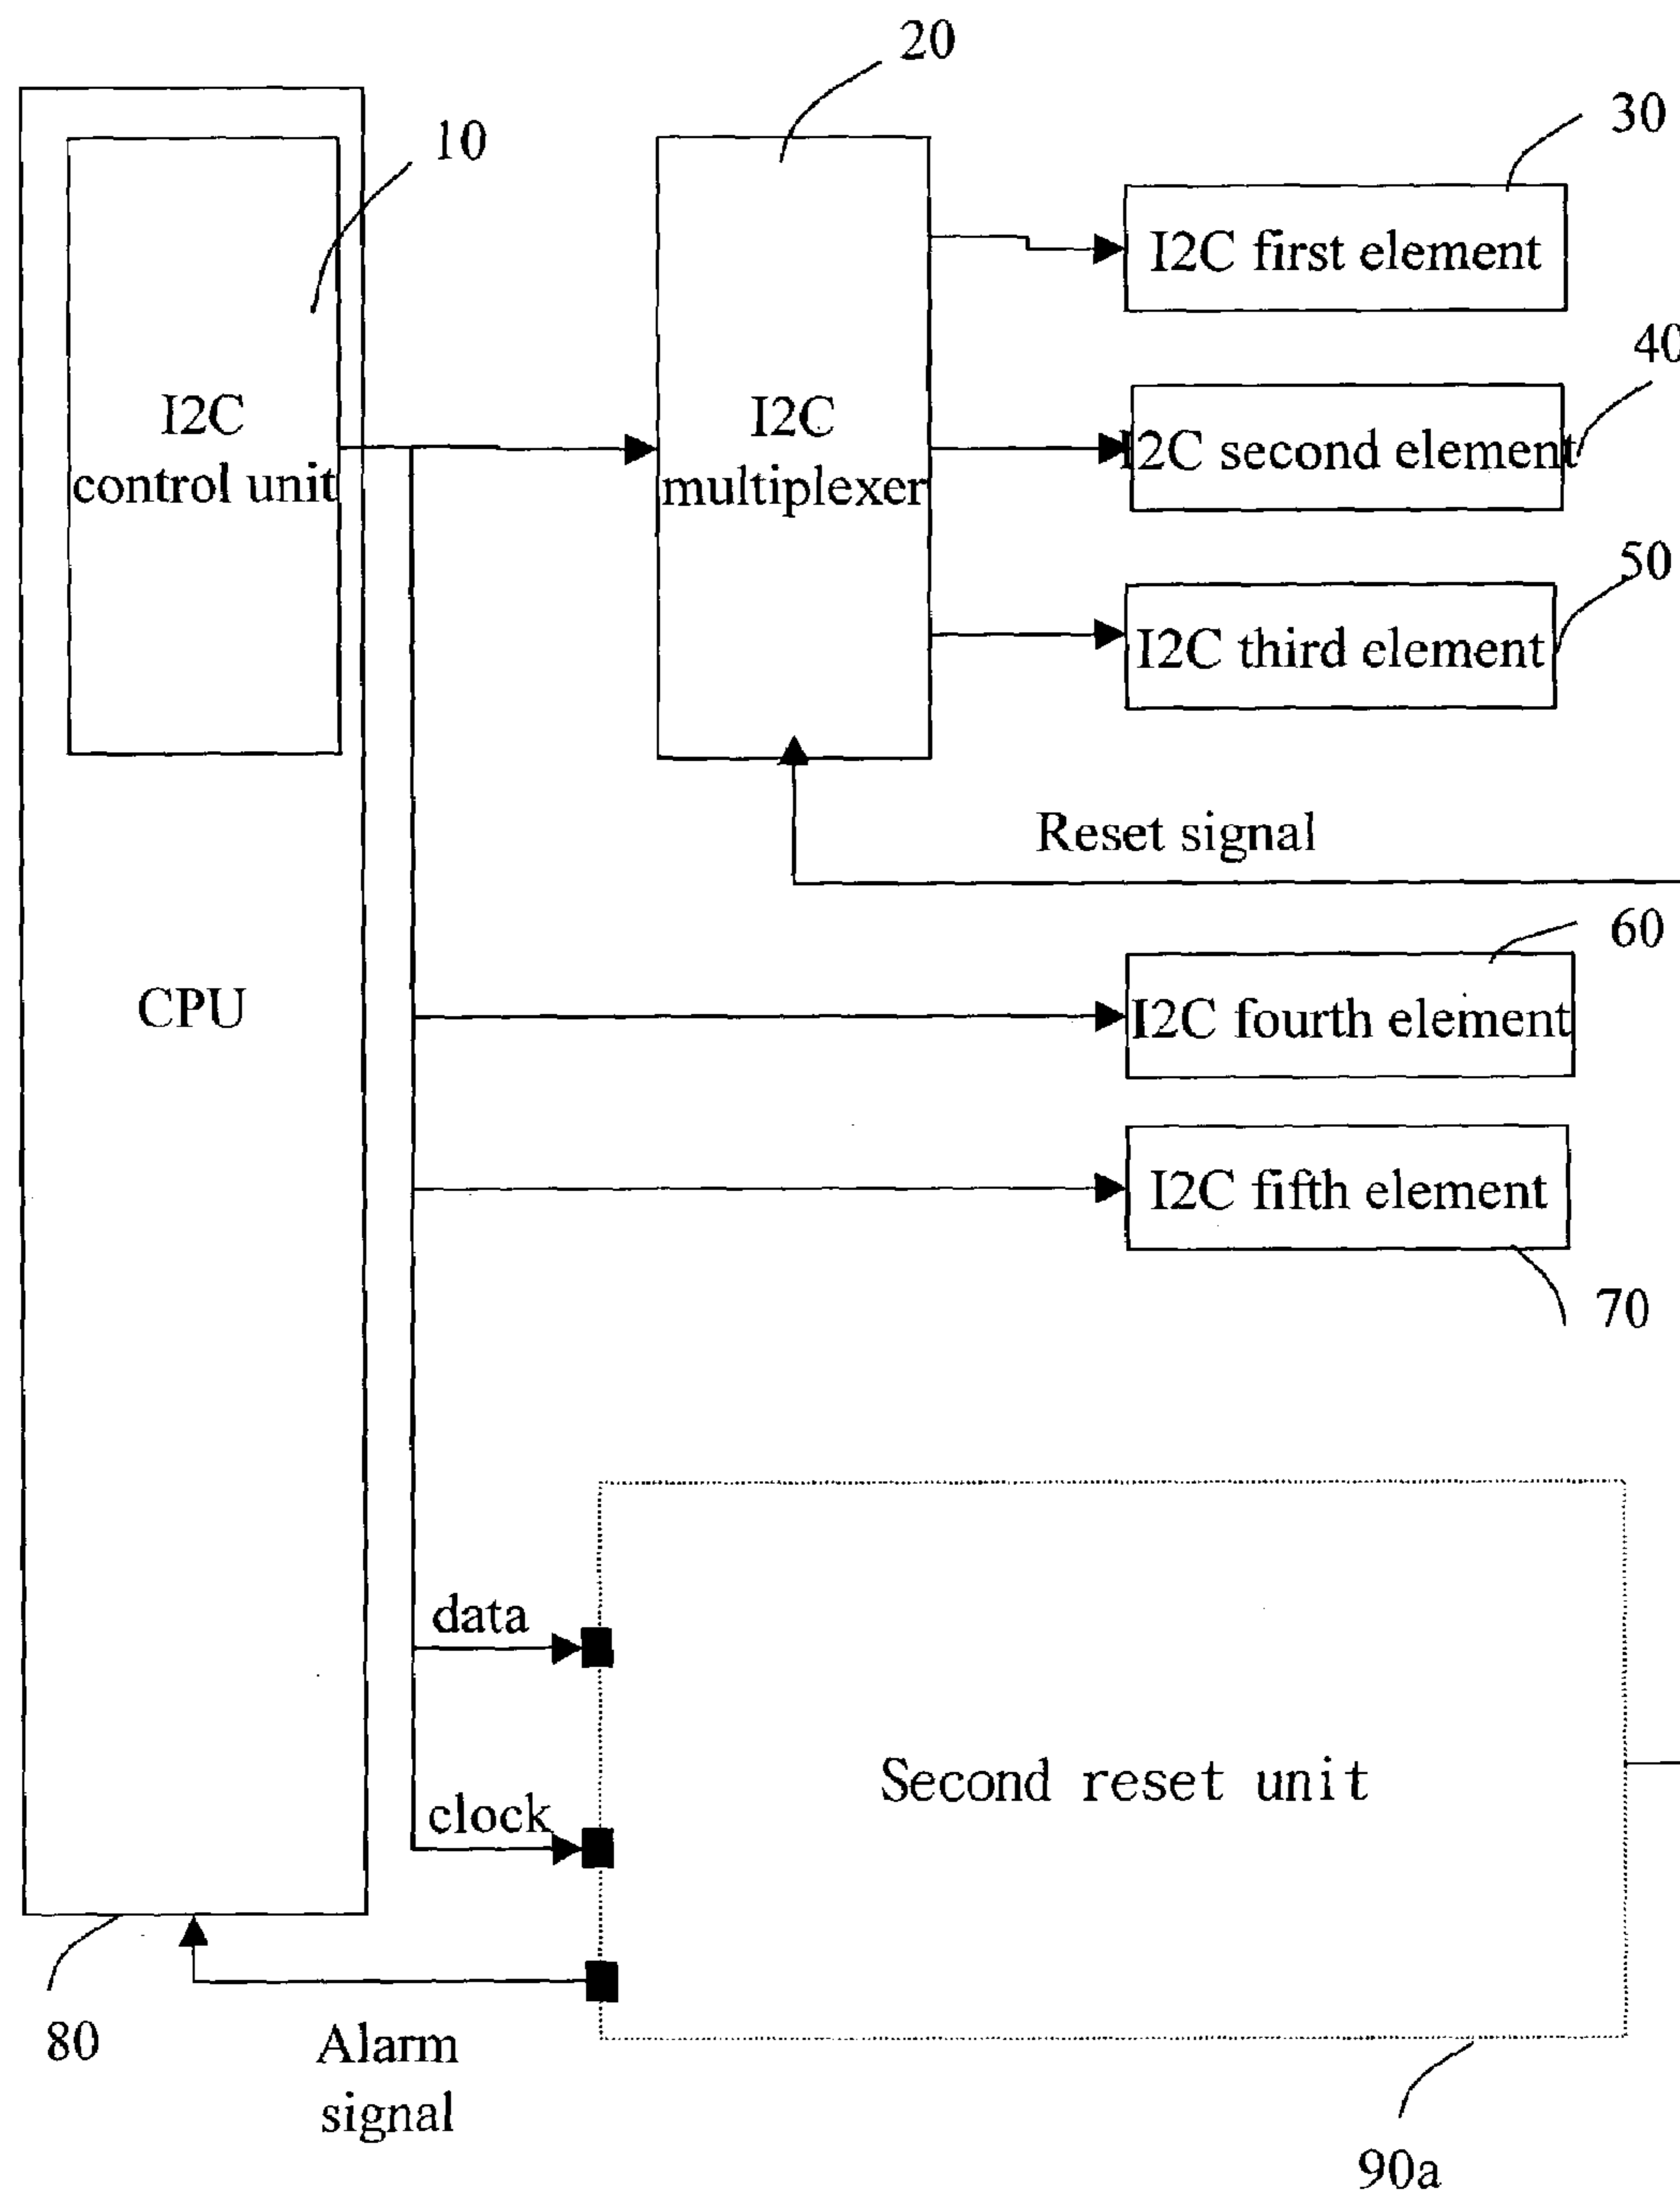 20
10
30
I2C first element
40
I2C
control unit
I2C
multiplexer
I2C second element
50
I2C third element
Reset signal
60
CPU
I2C fourth element
I2C fifth element
70
data
Second reset unit
clock
80
Alarm
signal
90a